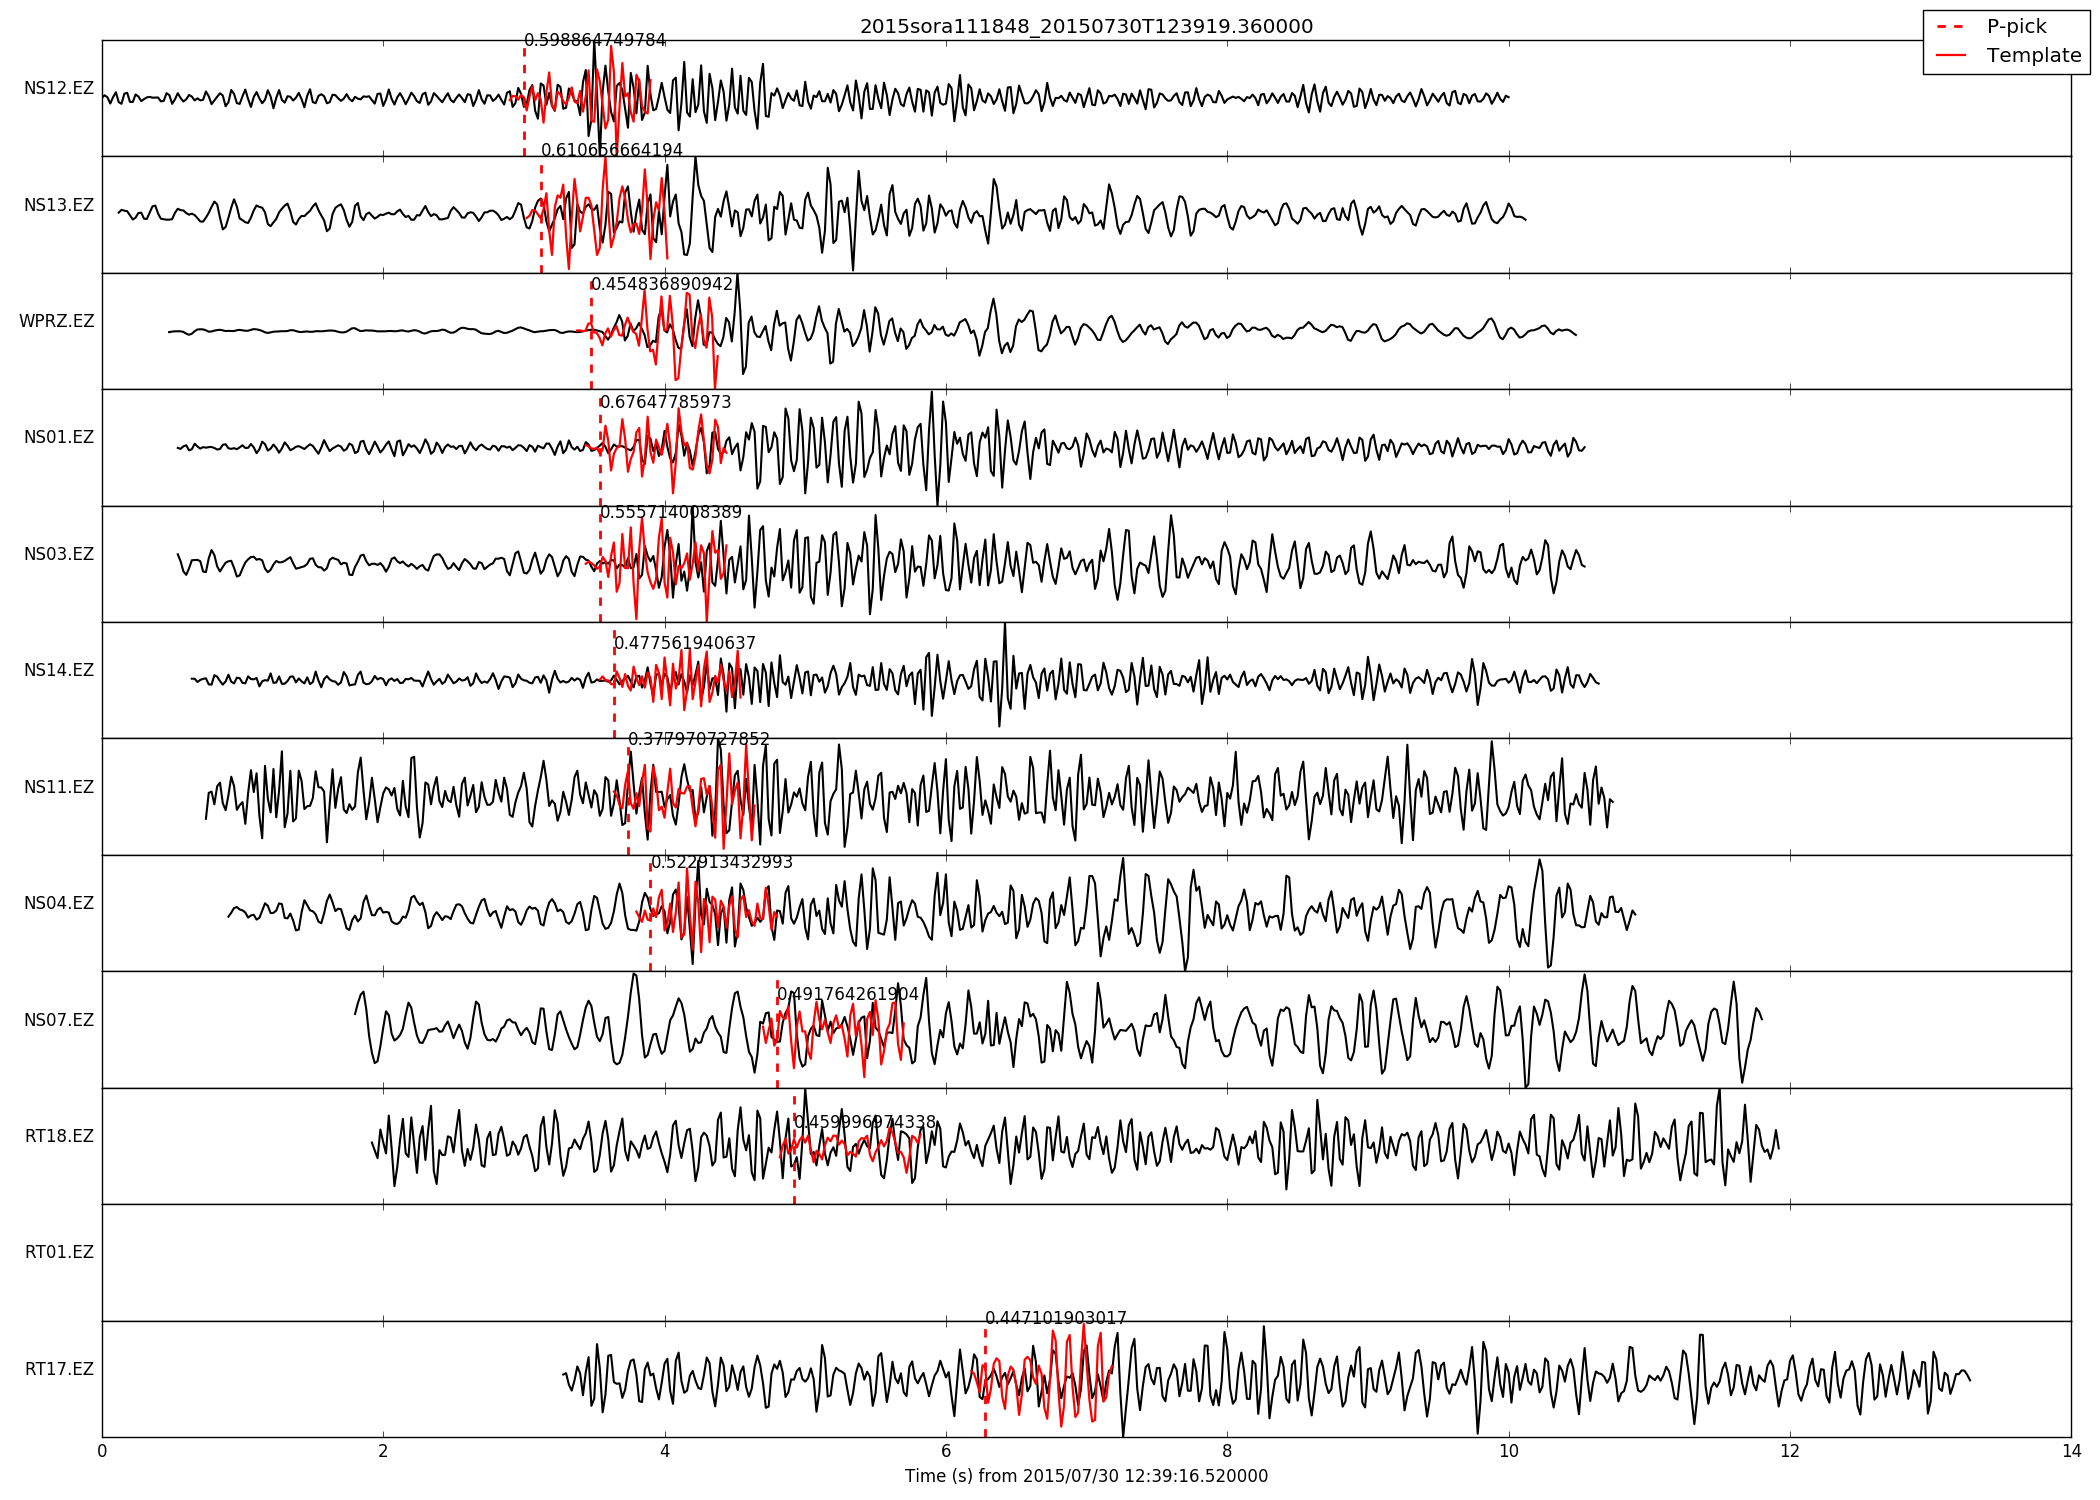 2015sora111848_20150730T123919.360000
P-pick
Template
NS12.EZ
0.598864749784
NS13.EZ
0.610656664194
WPRZ.EZ
0.454836890942
NS01.EZ
0.67647785973
NS03.EZ
0.555714008389
NS14.EZ
0.477561940637
NS11.EZ
0.377970727852
NS04.EZ
0.522913432993
NS07.EZ
0.491764261904
RT18.EZ
0.459996974338
RT01.EZ
RT17.EZ
0.447101903017
0 2 4 6 8 10 12 14
Time (s) from 2015/07/30 12:39:16.520000